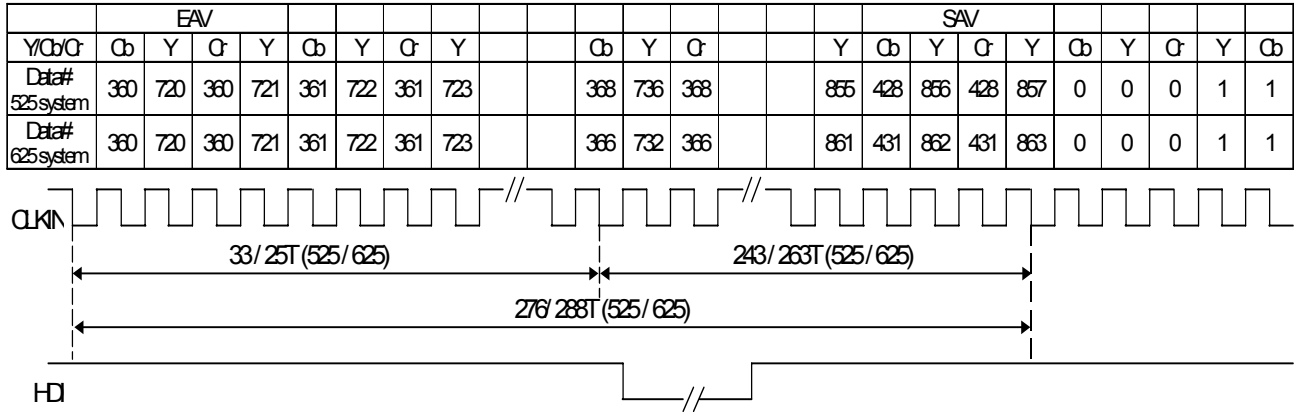 EAV SAV
Y/Cb/Cr Cb Y Cr Y Cb Y Cr Y Cb Y Cr Y Cb Y Cr Y Cb Y Cr Y Cb
Data# 525 system 360 720 360 721 361 722 361 723 368 736 368 855 428 856 428 857 0 0 0 1 1
Data# 625 system 360 720 360 721 361 722 361 723 366 732 366 861 431 862 431 863 0 0 0 1 1
CLKIN
33 / 25T (525 / 625) 243 / 263T (525 / 625)
276/ 288T (525 / 625)
HDI